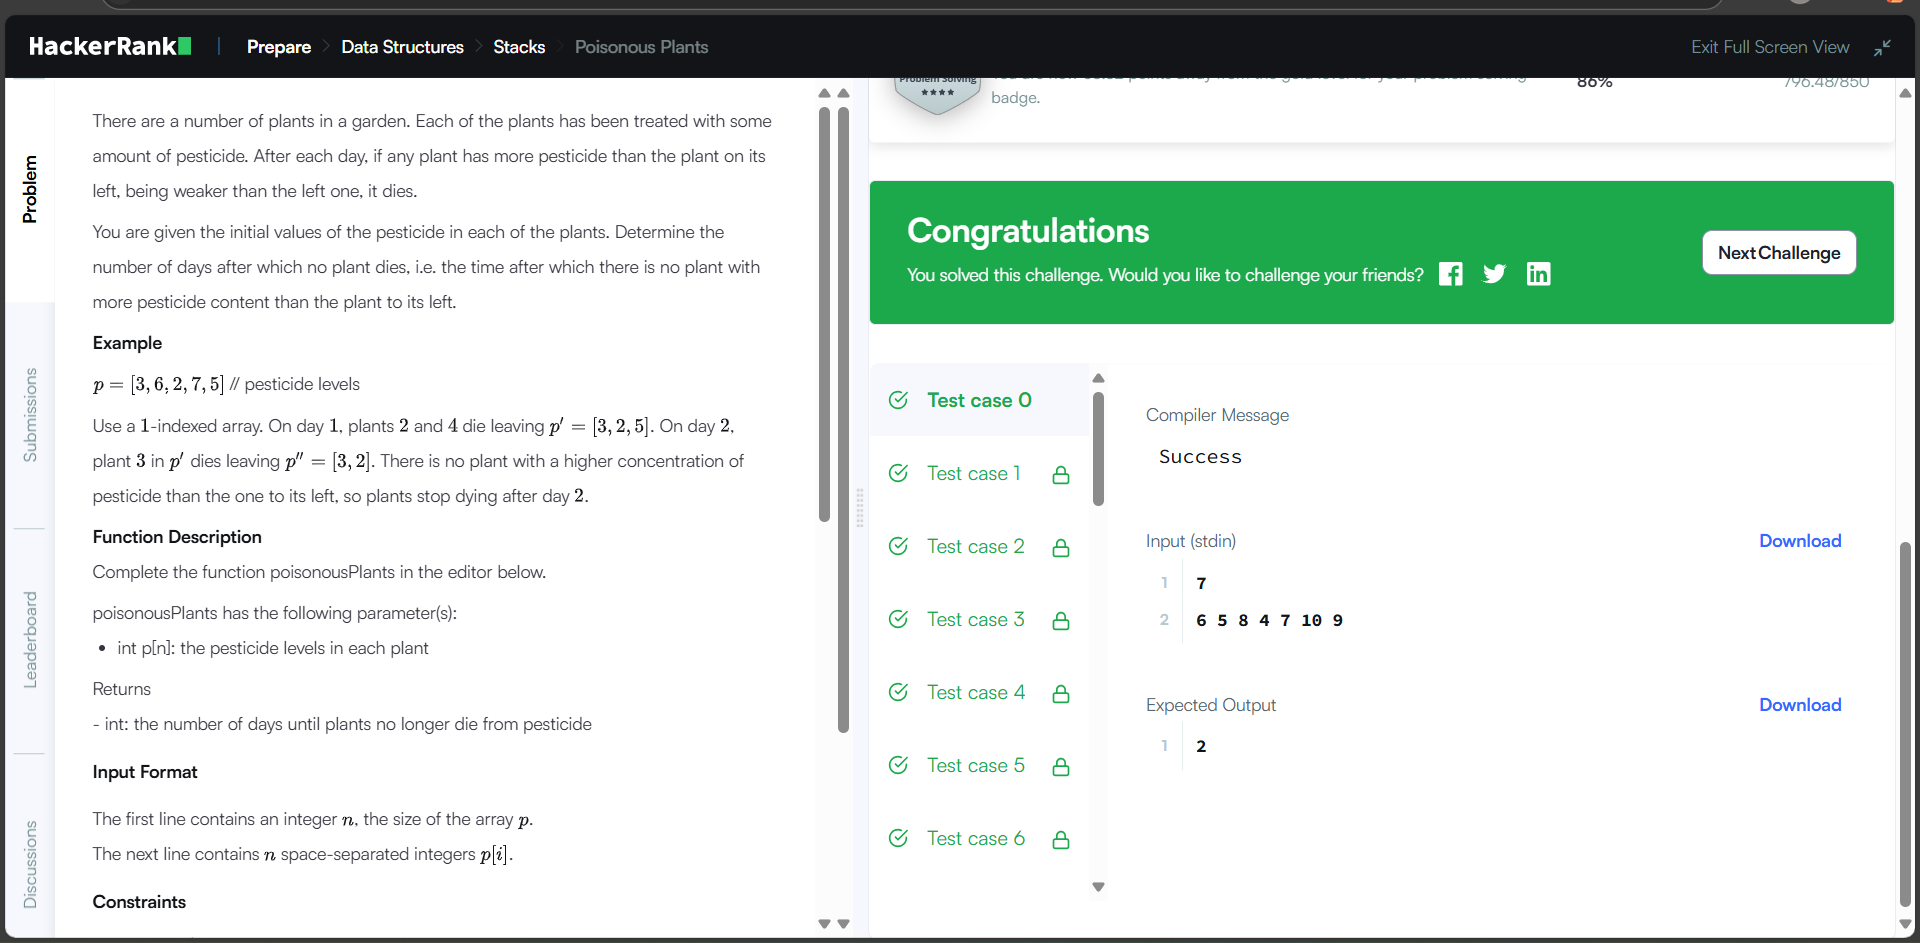 HackerRank
Prepare
Data Structures
Stacks
Poisonous Plants
Exit Full Screen View
Problem
Submissions
Leaderboard
Discussions
There are a number of plants in a garden. Each of the plants has been treated with some
amount of pesticide. After each day, if any plant has more pesticide than the plant on its
left, being weaker than the left one, it dies.
You are given the initial values of the pesticide in each of the plants. Determine the
number of days after which no plant dies, i.e. the time after which there is no plant with
more pesticide content than the plant to its left.
Example
p = [3, 6, 2, 7, 5] // pesticide levels
Use a 1-indexed array. On day 1, plants 2 and 4 die leaving p′ = [3, 2, 5]. On day 2,
plant 3 in p′ dies leaving p″ = [3, 2]. There is no plant with a higher concentration of
pesticide than the one to its left, so plants stop dying after day 2.
Function Description
Complete the function poisonousPlants in the editor below.
poisonousPlants has the following parameter(s):
• int p[n]: the pesticide levels in each plant
Returns
- int: the number of days until plants no longer die from pesticide
Input Format
The first line contains an integer n, the size of the array p.
The next line contains n space-separated integers p[i].
Constraints
Problem Solving
badge.
86%
796.48/850
Congratulations
You solved this challenge. Would you like to challenge your friends?
Next Challenge
Test case 0
Test case 1
Test case 2
Test case 3
Test case 4
Test case 5
Test case 6
Compiler Message
Success
Input (stdin)
Download
1 7
2 6 5 8 4 7 10 9
Expected Output
Download
1 2